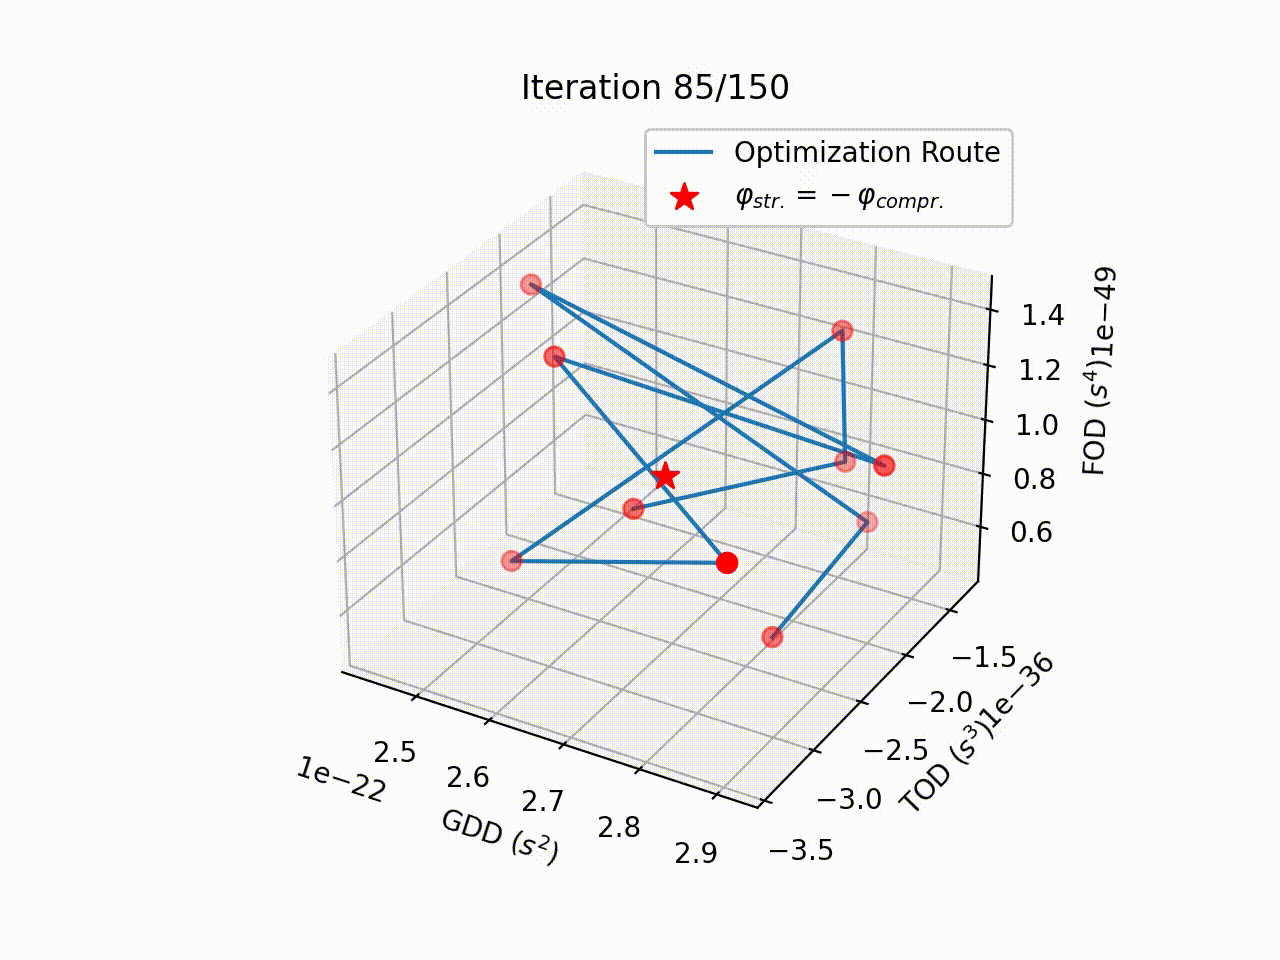 Iteration 85/150
Optimization Route
φstr. = −φcompr.
1.4
1.2
1.0
0.8
0.6
FOD (s⁴)1e−49
−1.5
−2.0
−2.5
−3.0
−3.5
TOD (s³)1e−36
2.5
2.6
2.7
2.8
2.9
1e−22
GDD (s²)